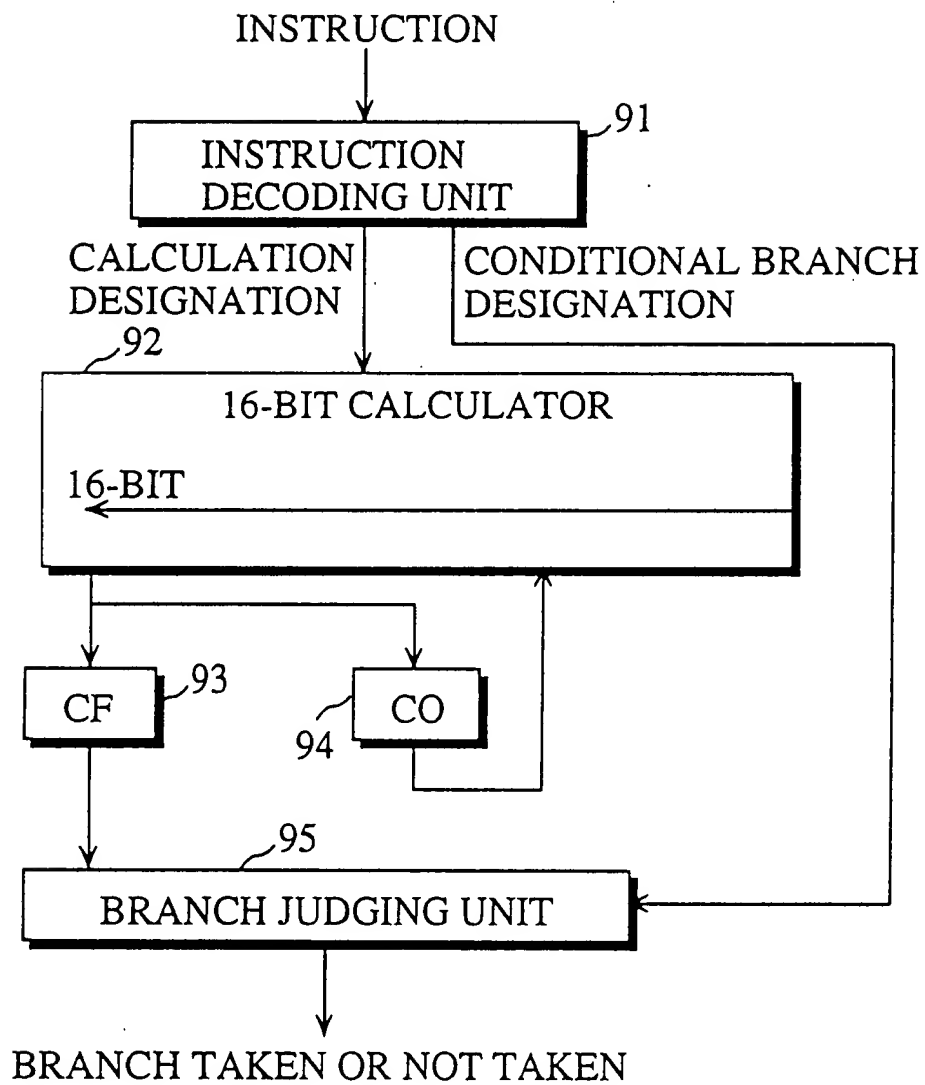 INSTRUCTION
91
INSTRUCTION
DECODING UNIT
CALCULATION
DESIGNATION
CONDITIONAL BRANCH
DESIGNATION
92
16-BIT CALCULATOR
16-BIT
CF
93
CO
94
95
BRANCH JUDGING UNIT
BRANCH TAKEN OR NOT TAKEN